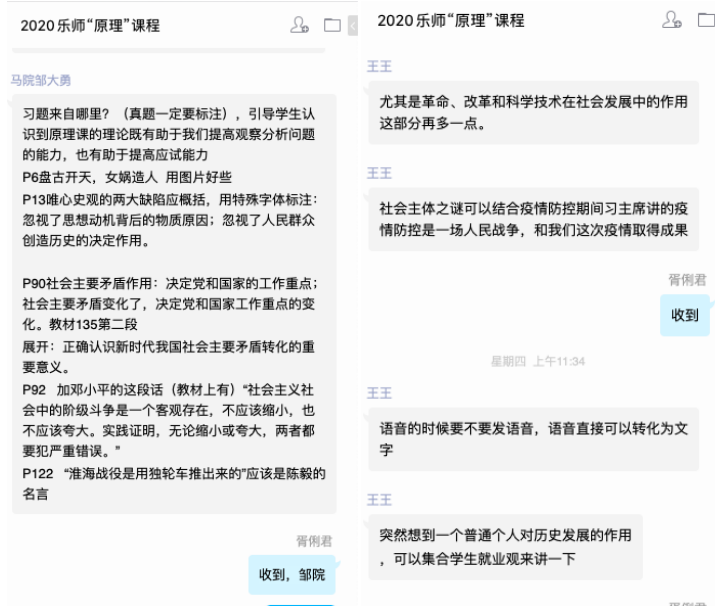 2020乐师“原理”课程
马院邹大勇
习题来自哪里？（真题一定要标注），引导学生认
识到原理课的理论既有助于我们提高观察分析问题
的能力，也有助于提高应试能力
P6盘古开天，女娲造人 用图片好些
P13唯心史观的两大缺陷应概括，用特殊字体标注：
忽视了思想动机背后的物质原因；忽视了人民群众
创造历史的决定作用。
P90社会主要矛盾作用：决定党和国家的工作重点；
社会主要矛盾变化了，决定党和国家工作重点的变
化。教材135第二段
展开：正确认识新时代我国社会主要矛盾转化的重
要意义。
P92 加邓小平的这段话（教材上有）“社会主义社
会中的阶级斗争是一个客观存在，不应该缩小，也
不应该夸大。实践证明，无论缩小或夸大，两者都
要犯严重错误。”
P122 “淮海战役是用独轮车推出来的”应该是陈毅的
名言
胥俐君
收到，邹院
2020乐师“原理”课程
王王
尤其是革命、改革和科学技术在社会发展中的作用
这部分再多一点。
王王
社会主体之谜可以结合疫情防控期间习主席讲的疫
情防控是一场人民战争，和我们这次疫情取得成果
胥俐君
收到
星期四 上午11:34
王王
语音的时候要不要发语音，语音直接可以转化为文
字
王王
突然想到一个普通个人对历史发展的作用
，可以集合学生就业观来讲一下